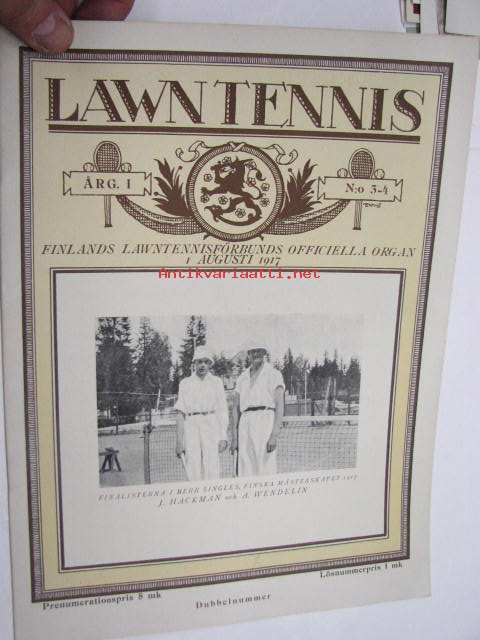 LAWN TENNIS
ÅRG. I
N:o 3-4
FINLANDS LAWNTENNISFÖRBUNDS OFFICIELLA ORGAN
1 AUGUSTI 1917
Antikvariaatti.net
FINALISTERNA I HERR SINGLES, FINSKA MÄSTERSKAPET 1917
J. HACKMAN och A. WENDELIN
Prenumerationspris 8 mk
Dubbelnummer
Lösnummerpris 1 mk